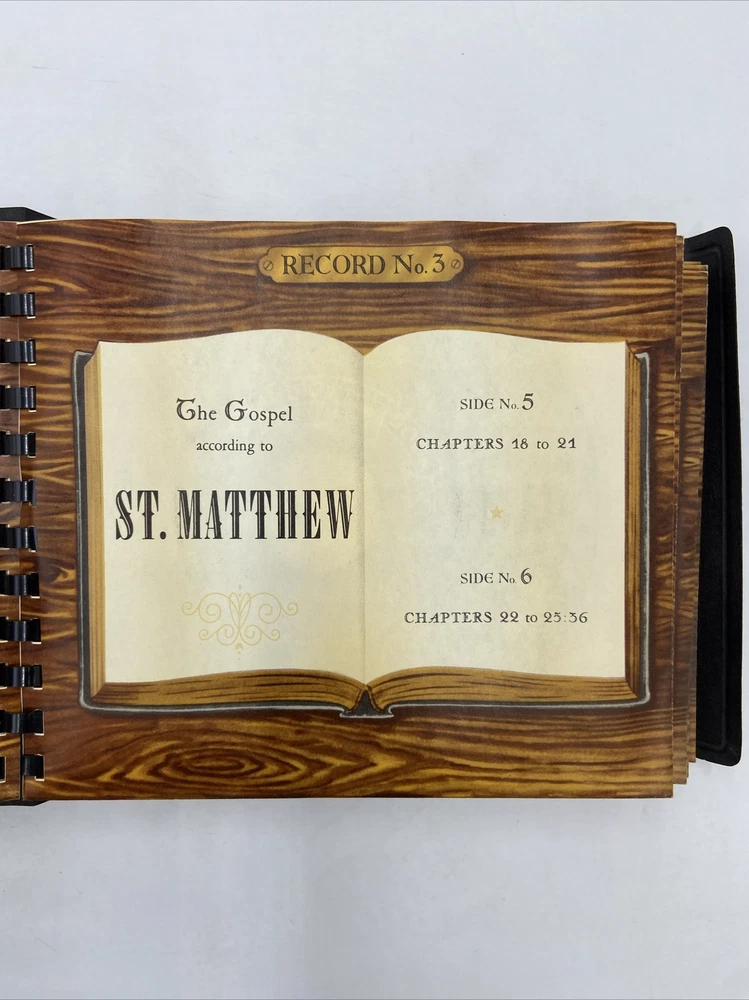 RECORD No. 3
The Gospel
according to
ST. MATTHEW
SIDE No. 5
CHAPTERS 18 to 21
SIDE No. 6
CHAPTERS 22 to 25:36